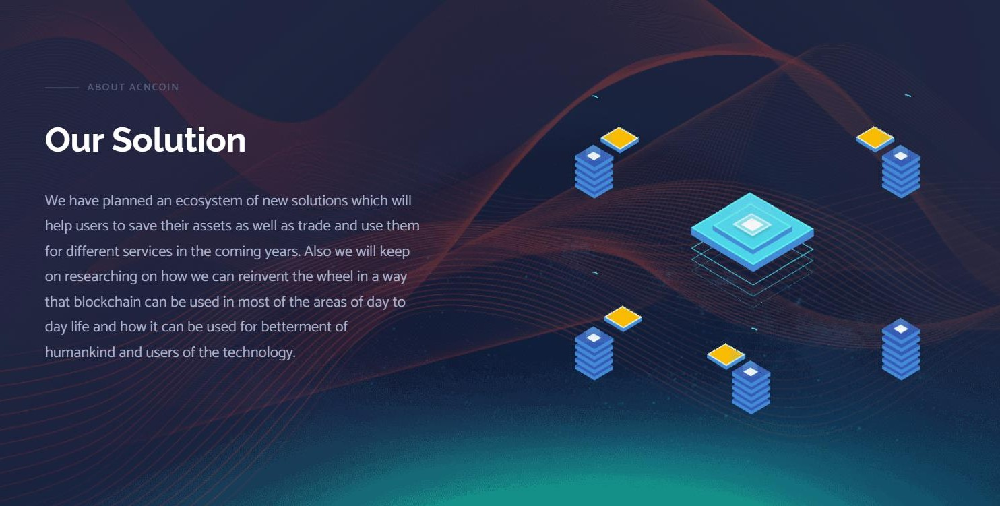 ABOUT ACNCOIN
Our Solution
We have planned an ecosystem of new solutions which will
help users to save their assets as well as trade and use them
for different services in the coming years. Also we will keep
on researching on how we can reinvent the wheel in a way
that blockchain can be used in most of the areas of day to
day life and how it can be used for betterment of
humankind and users of the technology.